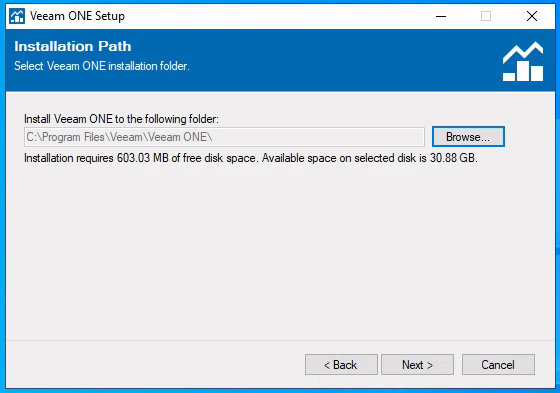 Veeam ONE Setup
Installation Path
Select Veeam ONE installation folder.
Install Veeam ONE to the following folder:
C:\Program Files\Veeam\Veeam ONE\
Browse...
Installation requires 603.03 MB of free disk space. Available space on selected disk is 30.88 GB.
< Back
Next >
Cancel